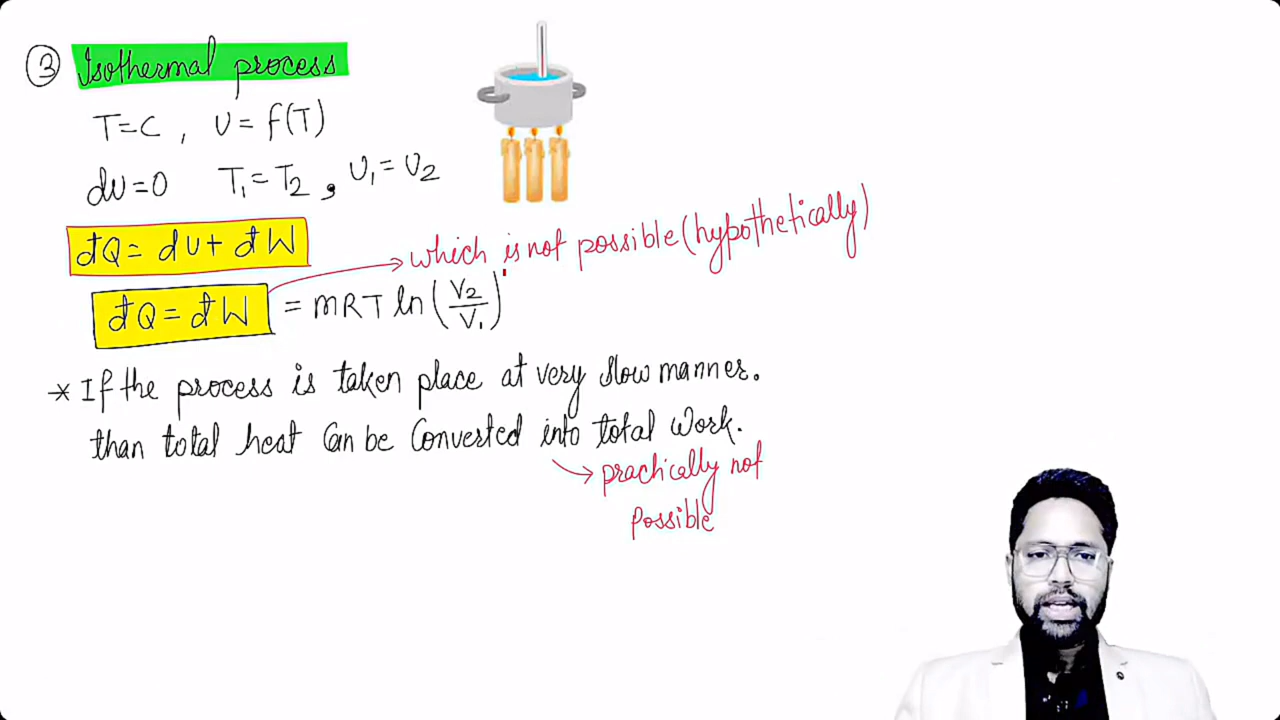 3 Isothermal process
T=C, U=f(T)
dU=0 T₁=T₂, U₁=U₂
đQ=dU+đW
which is not possible (hypothetically)
đQ=đW = mRT ln(V₂/V₁)
* If the process is taken place at very slow manner.
than total heat can be converted into total work.
practically not
possible